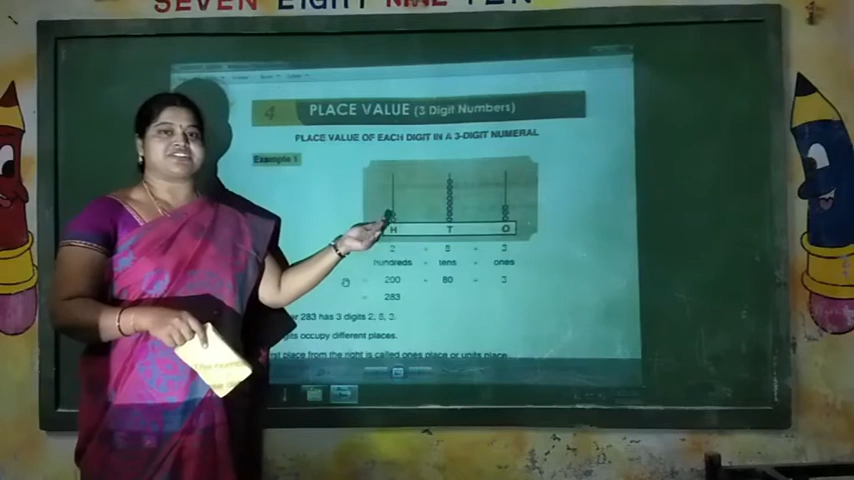 SEVEN EIGHT NINE TEN
4 PLACE VALUE (3 Digit Numbers)
PLACE VALUE OF EACH DIGIT IN A 3-DIGIT NUMERAL
Example 1
H T O
2 + 8 + 3
hundreds + tens + ones
= 200 + 80 + 3
= 283
283 has 3 digits 2, 8, 3.
occupy different places.
place from the right is called ones place or units place.